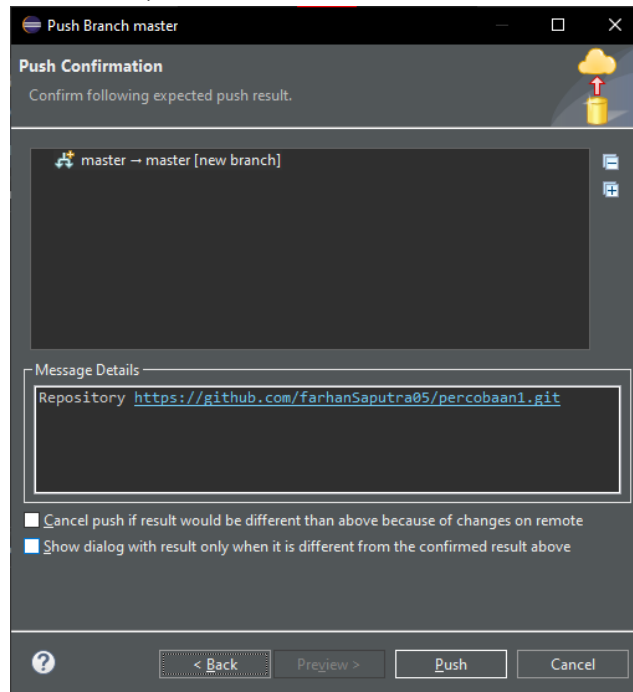 Push Branch master
Push Confirmation
Confirm following expected push result.
master → master [new branch]
Message Details
Repository https://github.com/farhanSaputra05/percobaan1.git
Cancel push if result would be different than above because of changes on remote
Show dialog with result only when it is different from the confirmed result above
< Back
Preview >
Push
Cancel